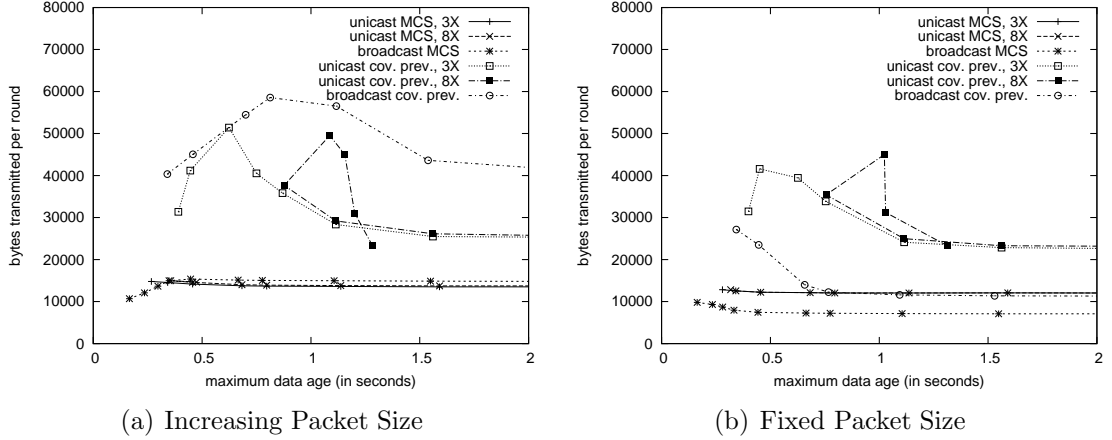 80000
70000
60000
50000
40000
30000
20000
10000
0
0
0.5
1
1.5
2
bytes transmitted per round
maximum data age (in seconds)
unicast MCS, 3X
unicast MCS, 8X
broadcast MCS
unicast cov. prev., 3X
unicast cov. prev., 8X
broadcast cov. prev.
(a) Increasing Packet Size
80000
70000
60000
50000
40000
30000
20000
10000
0
0
0.5
1
1.5
2
bytes transmitted per round
maximum data age (in seconds)
unicast MCS, 3X
unicast MCS, 8X
broadcast MCS
unicast cov. prev., 3X
unicast cov. prev., 8X
broadcast cov. prev.
(b) Fixed Packet Size